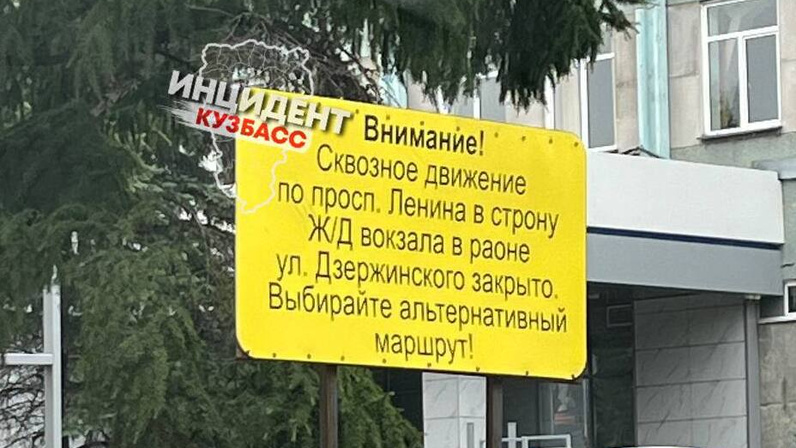 ИНЦИДЕНТ
КУЗБАСС
Внимание!
Сквозное движение
по просп. Ленина в строну
Ж/Д вокзала в раоне
ул. Дзержинского закрыто.
Выбирайте альтернативный
маршрут!